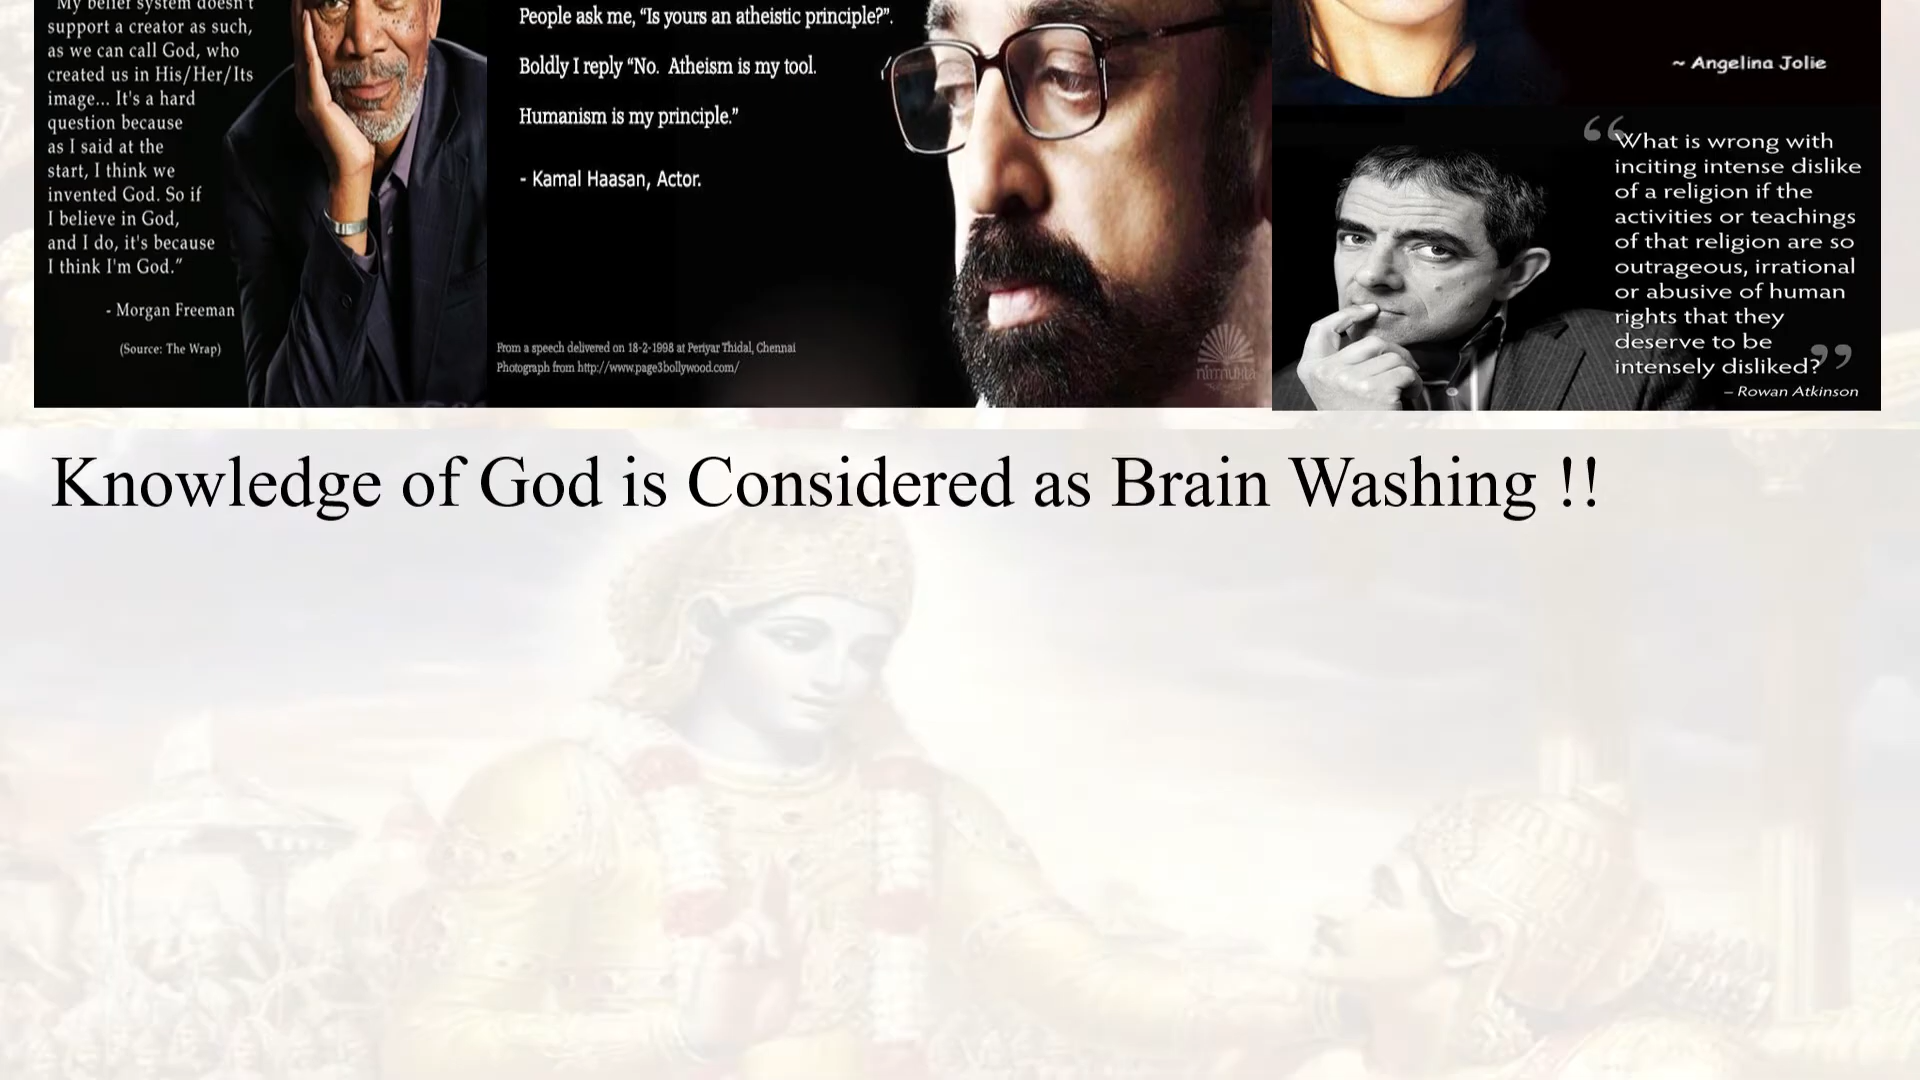 "My belief system doesn't
support a creator as such,
as we can call God, who
created us in His/Her/Its
image... It's a hard
question because
as I said at the
start, I think we
invented God. So if
I believe in God,
and I do, it's because
I think I'm God."
- Morgan Freeman
(Source: The Wrap)
People ask me, “Is yours an atheistic principle?”.
Boldly I reply “No. Atheism is my tool.
Humanism is my principle.”
- Kamal Haasan, Actor.
From a speech delivered on 18-2-1998 at Periyar Thidal, Chennai
Photograph from http://www.page3bollywood.com/
nirmukta
~ Angelina Jolie
“What is wrong with
inciting intense dislike
of a religion if the
activities or teachings
of that religion are so
outrageous, irrational
or abusive of human
rights that they
deserve to be
intensely disliked?”
– Rowan Atkinson
Knowledge of God is Considered as Brain Washing !!